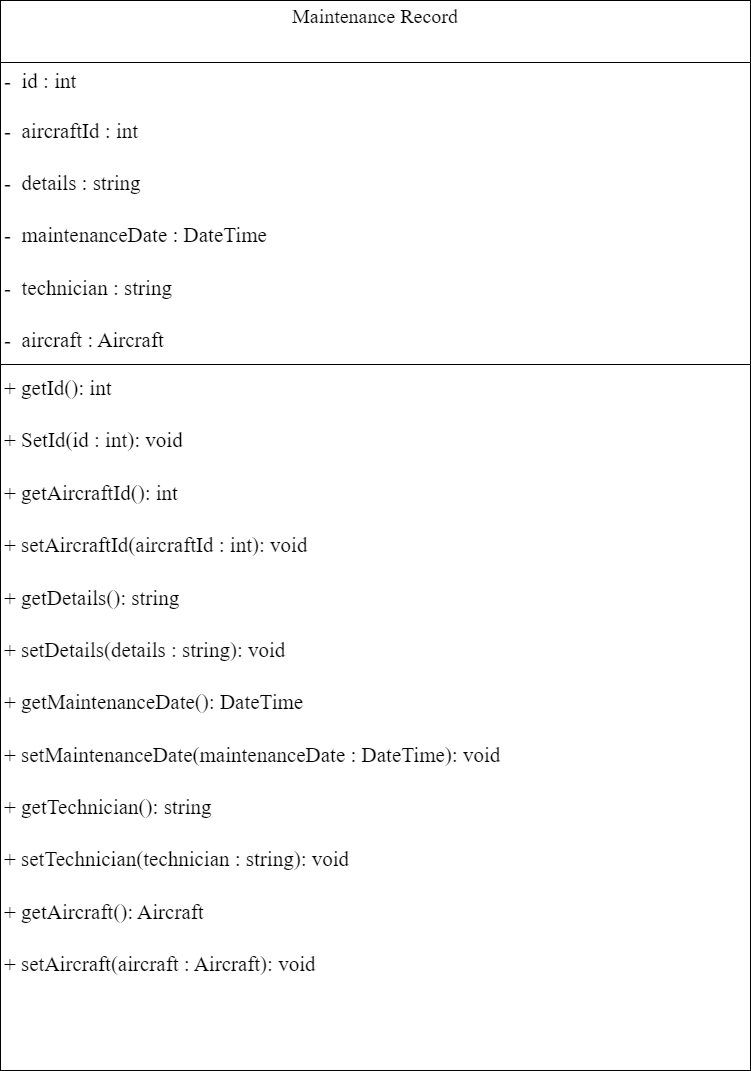 Maintenance Record
- id : int
- aircraftId : int
- details : string
- maintenanceDate : DateTime
- technician : string
- aircraft : Aircraft
+ getId(): int
+ SetId(id : int): void
+ getAircraftId(): int
+ setAircraftId(aircraftId : int): void
+ getDetails(): string
+ setDetails(details : string): void
+ getMaintenanceDate(): DateTime
+ setMaintenanceDate(maintenanceDate : DateTime): void
+ getTechnician(): string
+ setTechnician(technician : string): void
+ getAircraft(): Aircraft
+ setAircraft(aircraft : Aircraft): void